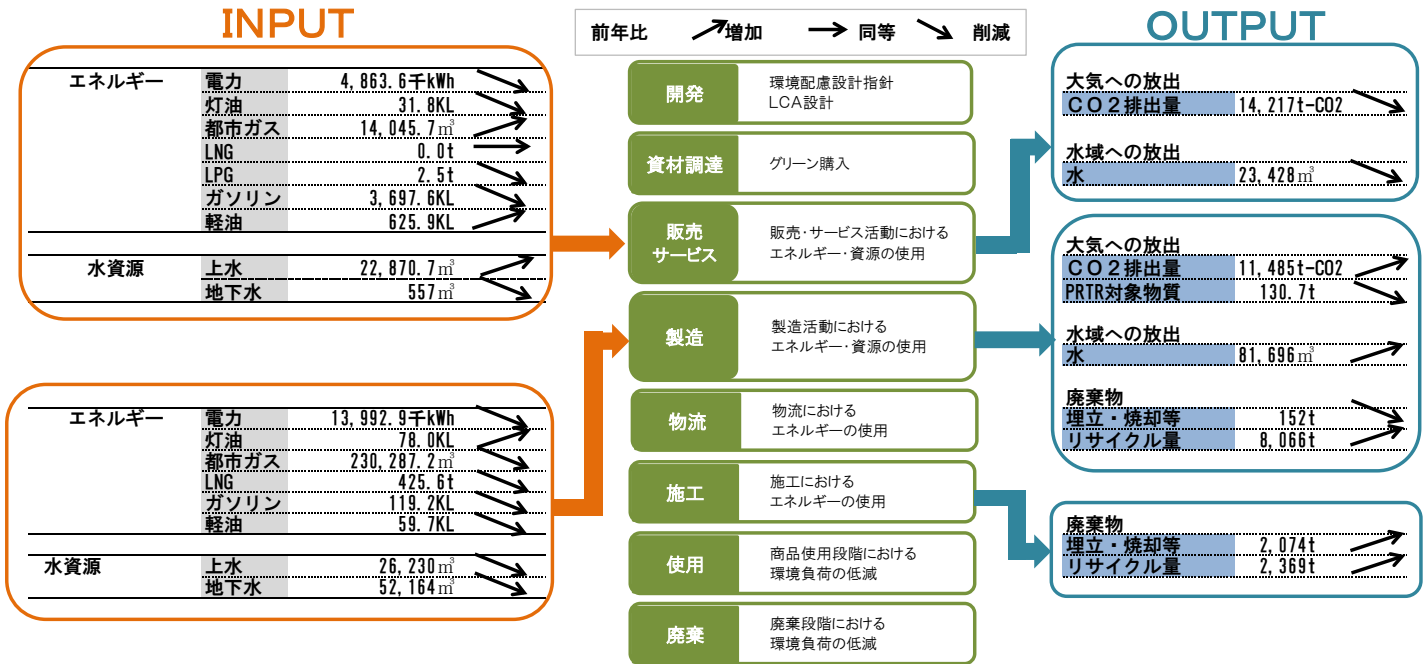 INPUT
前年比 増加 同等 削減
OUTPUT
エネルギー 電力 4,863.6千kWh
灯油 31.8KL
都市ガス 14,045.7㎥
LNG 0.0t
LPG 2.5t
ガソリン 3,697.6KL
軽油 625.9KL
水資源 上水 22,870.7㎥
地下水 557㎥
エネルギー 電力 13,992.9千kWh
灯油 78.0KL
都市ガス 230,287.2㎥
LNG 425.6t
ガソリン 119.2KL
軽油 59.7KL
水資源 上水 26,230㎥
地下水 52,164㎥
開発
環境配慮設計指針
LCA設計
資材調達
グリーン購入
販売
サービス
販売・サービス活動における
エネルギー・資源の使用
製造
製造活動における
エネルギー・資源の使用
物流
物流における
エネルギーの使用
施工
施工における
エネルギーの使用
使用
商品使用段階における
環境負荷の低減
廃棄
廃棄段階における
環境負荷の低減
大気への放出
CO2排出量 14,217t-CO2
水域への放出
水 23,428㎥
大気への放出
CO2排出量 11,485t-CO2
PRTR対象物質 130.7t
水域への放出
水 81,696㎥
廃棄物
埋立・焼却等 152t
リサイクル量 8,066t
廃棄物
埋立・焼却等 2,074t
リサイクル量 2,369t